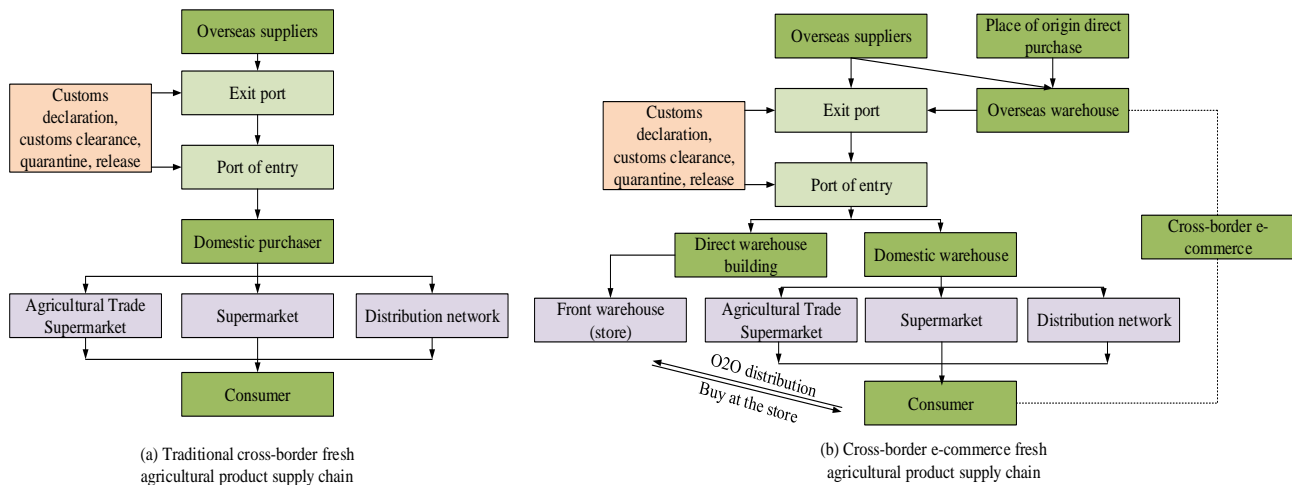 Overseas suppliers
Exit port
Customs
declaration,
customs clearance,
quarantine, release
Port of entry
Domestic purchaser
Agricultural Trade
Supermarket
Supermarket
Distribution network
Consumer
(a) Traditional cross-border fresh
agricultural product supply chain
Overseas suppliers
Place of origin direct
purchase
Exit port
Overseas warehouse
Customs
declaration,
customs clearance,
quarantine, release
Port of entry
Cross-border e-
commerce
Direct warehouse
building
Domestic warehouse
Front warehouse
(store)
Agricultural Trade
Supermarket
Supermarket
Distribution network
O2O distribution
Buy at the store
Consumer
(b) Cross-border e-commerce fresh
agricultural product supply chain